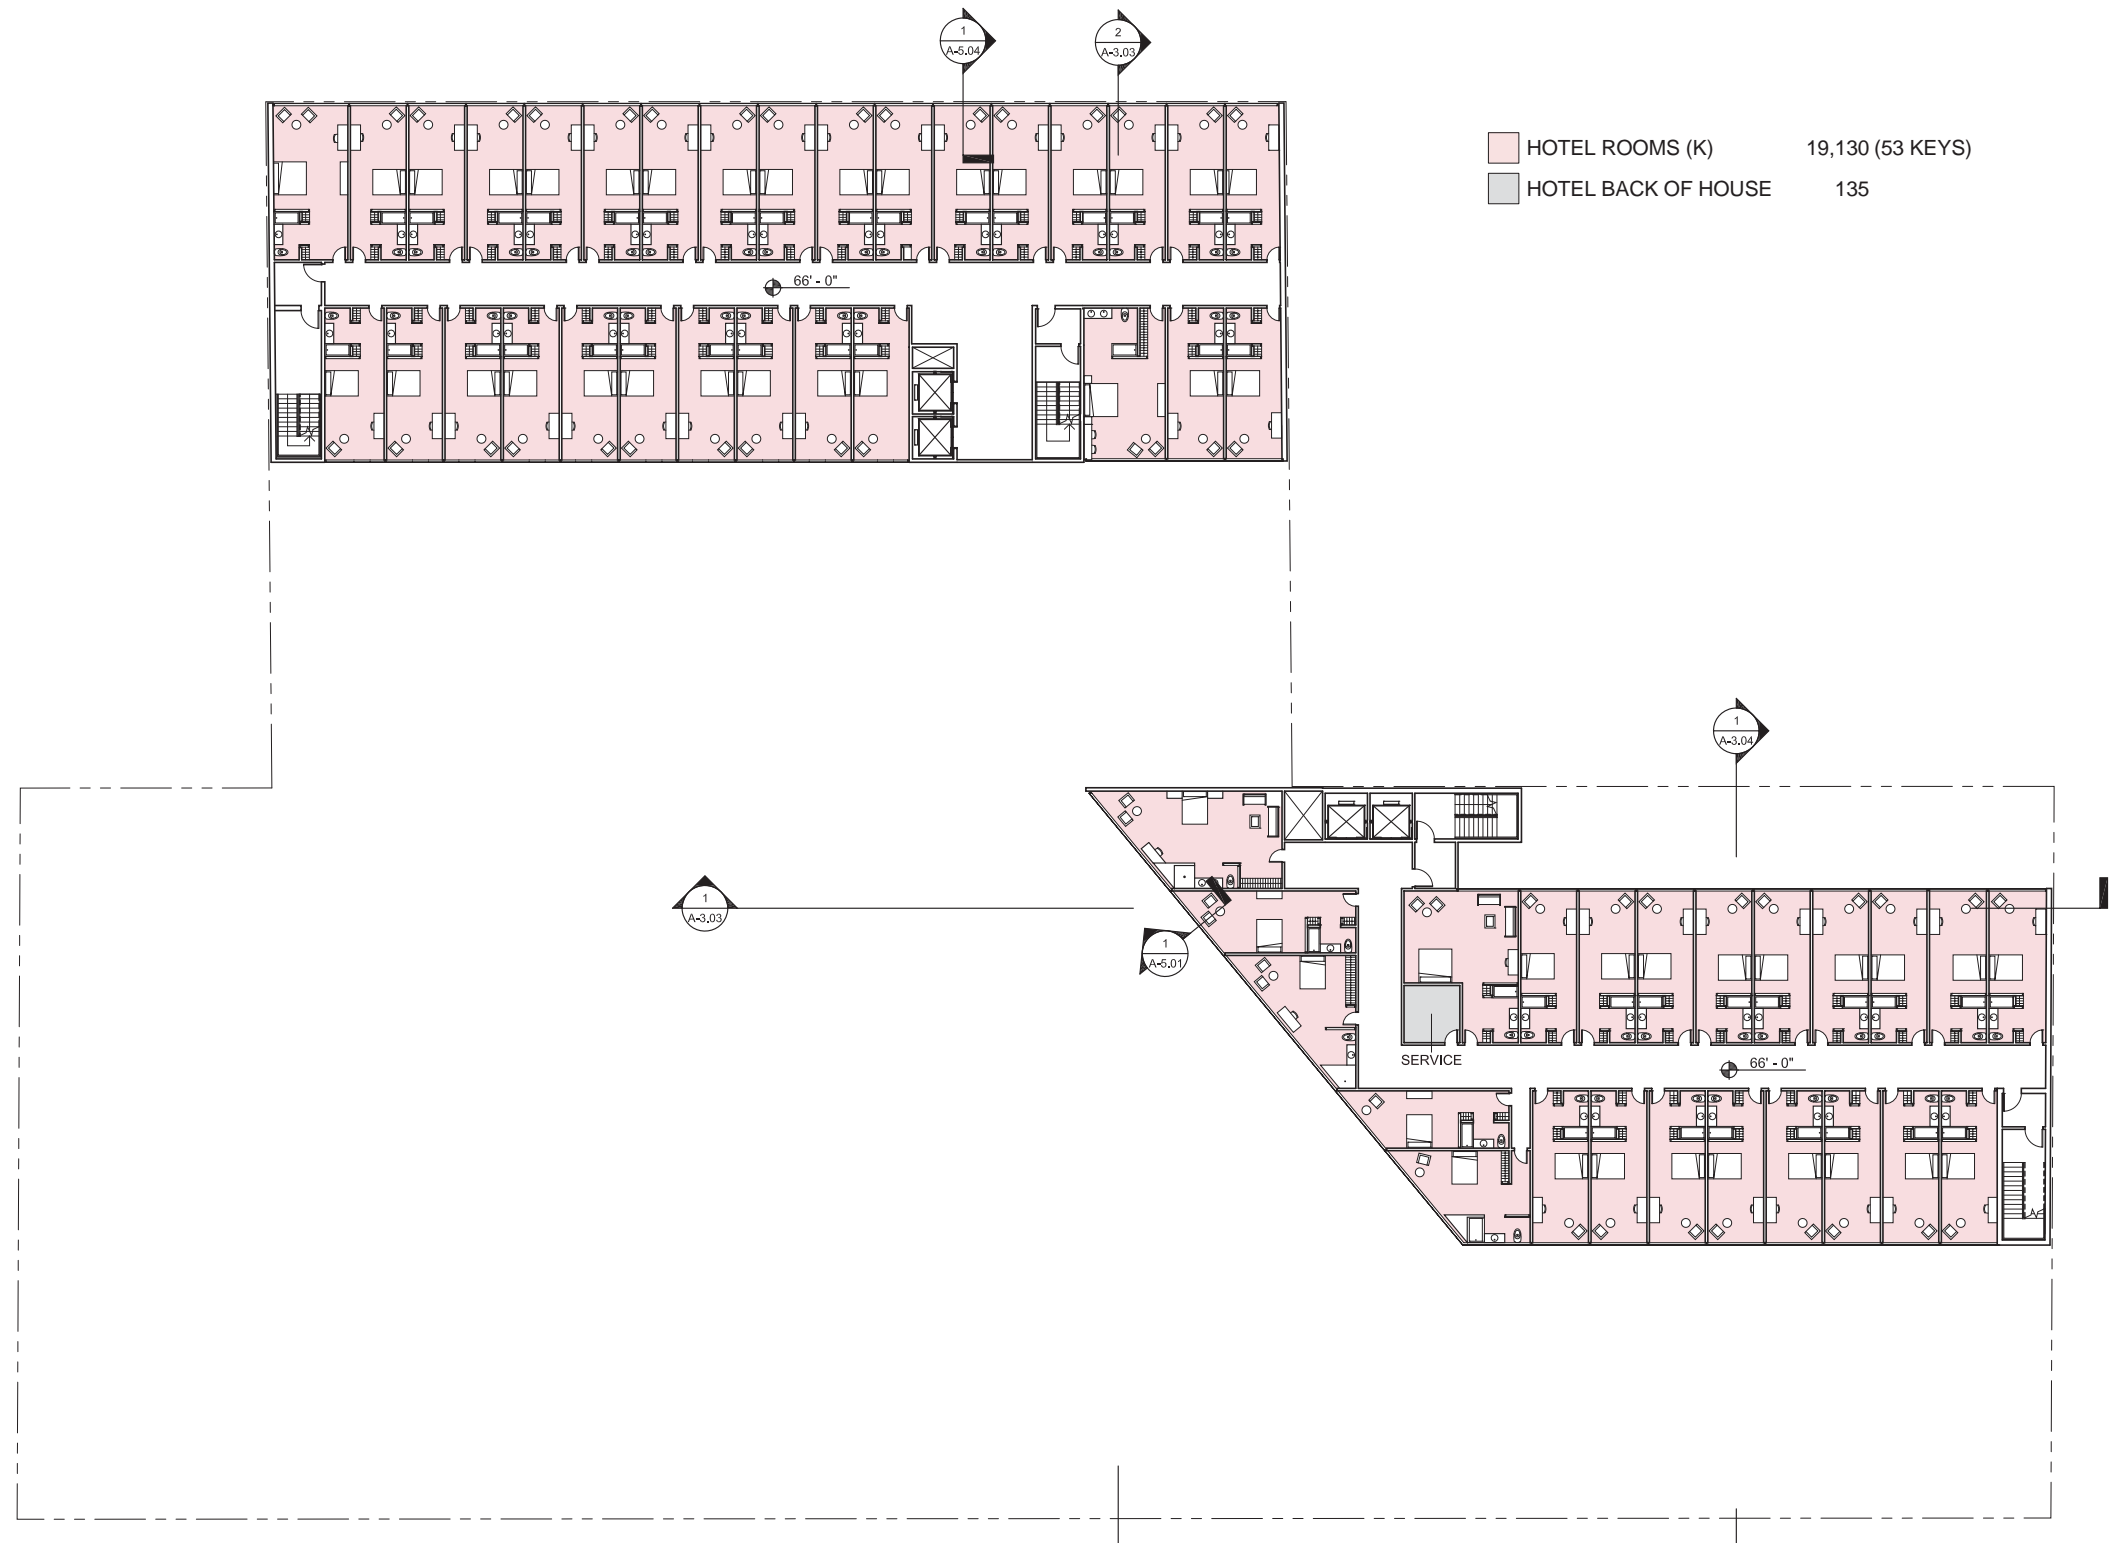 1
A-5.04
2
A-3.03
HOTEL ROOMS (K) 19,130 (53 KEYS)
HOTEL BACK OF HOUSE 135
66' - 0"
1
A-3.04
1
A-3.03
1
A-5.01
SERVICE
66' - 0"